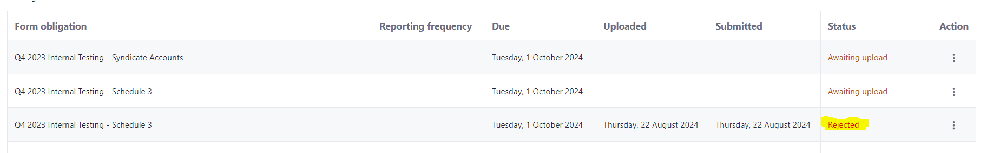 Form obligation Reporting frequency Due Uploaded Submitted Status Action
Q4 2023 Internal Testing - Syndicate Accounts Tuesday, 1 October 2024 Awaiting upload
Q4 2023 Internal Testing - Schedule 3 Tuesday, 1 October 2024 Awaiting upload
Q4 2023 Internal Testing - Schedule 3 Tuesday, 1 October 2024 Thursday, 22 August 2024 Thursday, 22 August 2024 Rejected